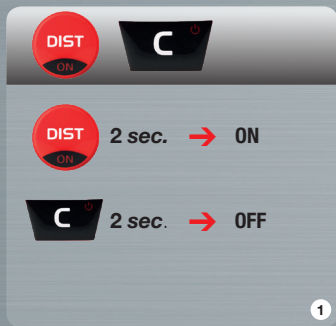 DIST C
ON
DIST 2 sec. → ON
ON
C 2 sec. → OFF
1